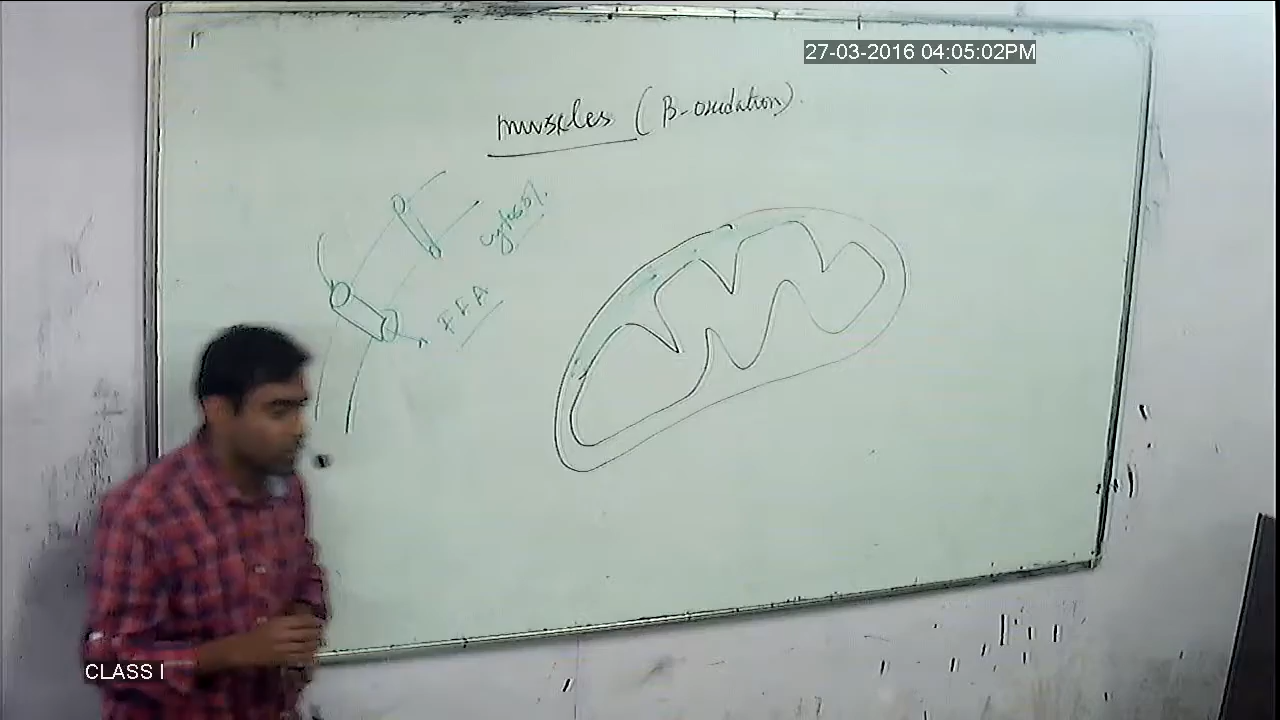 27-03-2016 04:05:02PM
muscles (β-oxidation)
cytosol
FFA
CLASS I